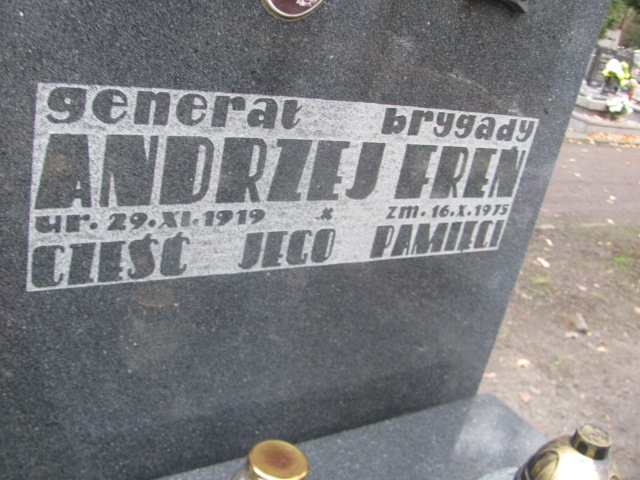 generał brygady
ANDRZEJ FREŃ
ur. 29.XI.1919 * zm. 16.X.1975
CZEŚĆ JEGO PAMIĘCI